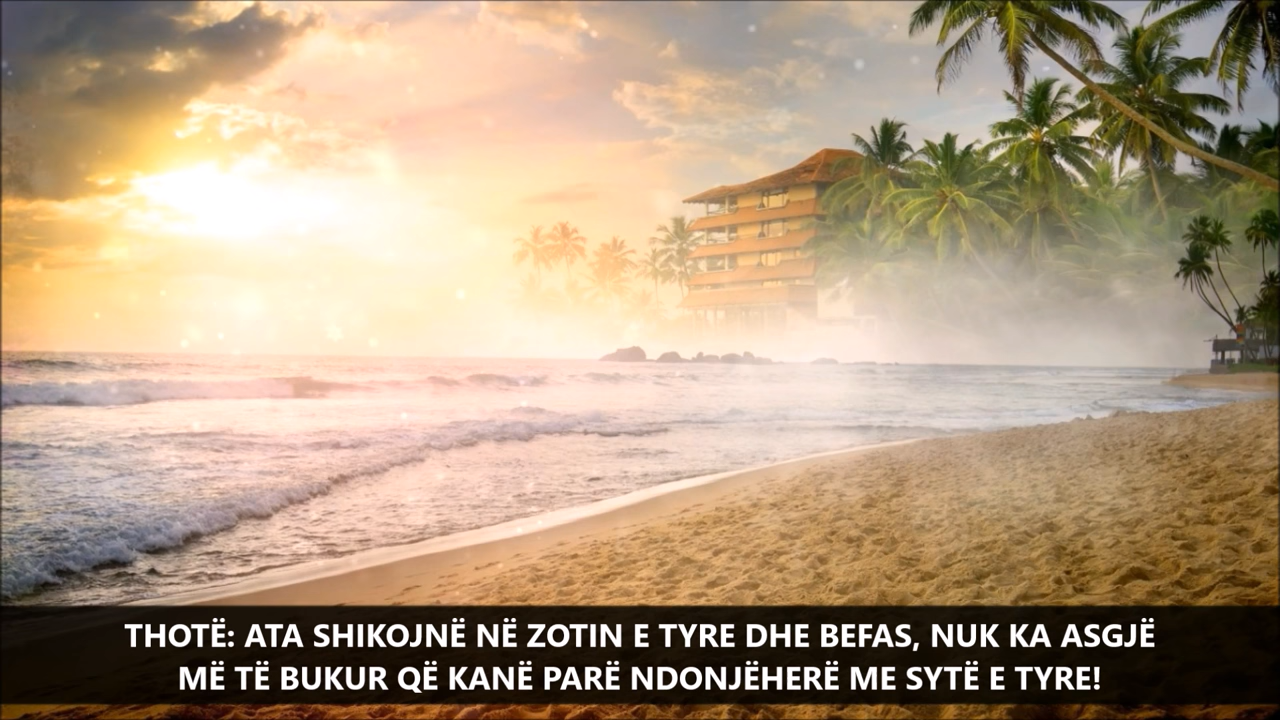 THOTË: ATA SHIKOJNË NË ZOTIN E TYRE DHE BEFAS, NUK KA ASGJË
MË TË BUKUR QË KANË PARË NDONJËHERË ME SYTË E TYRE!